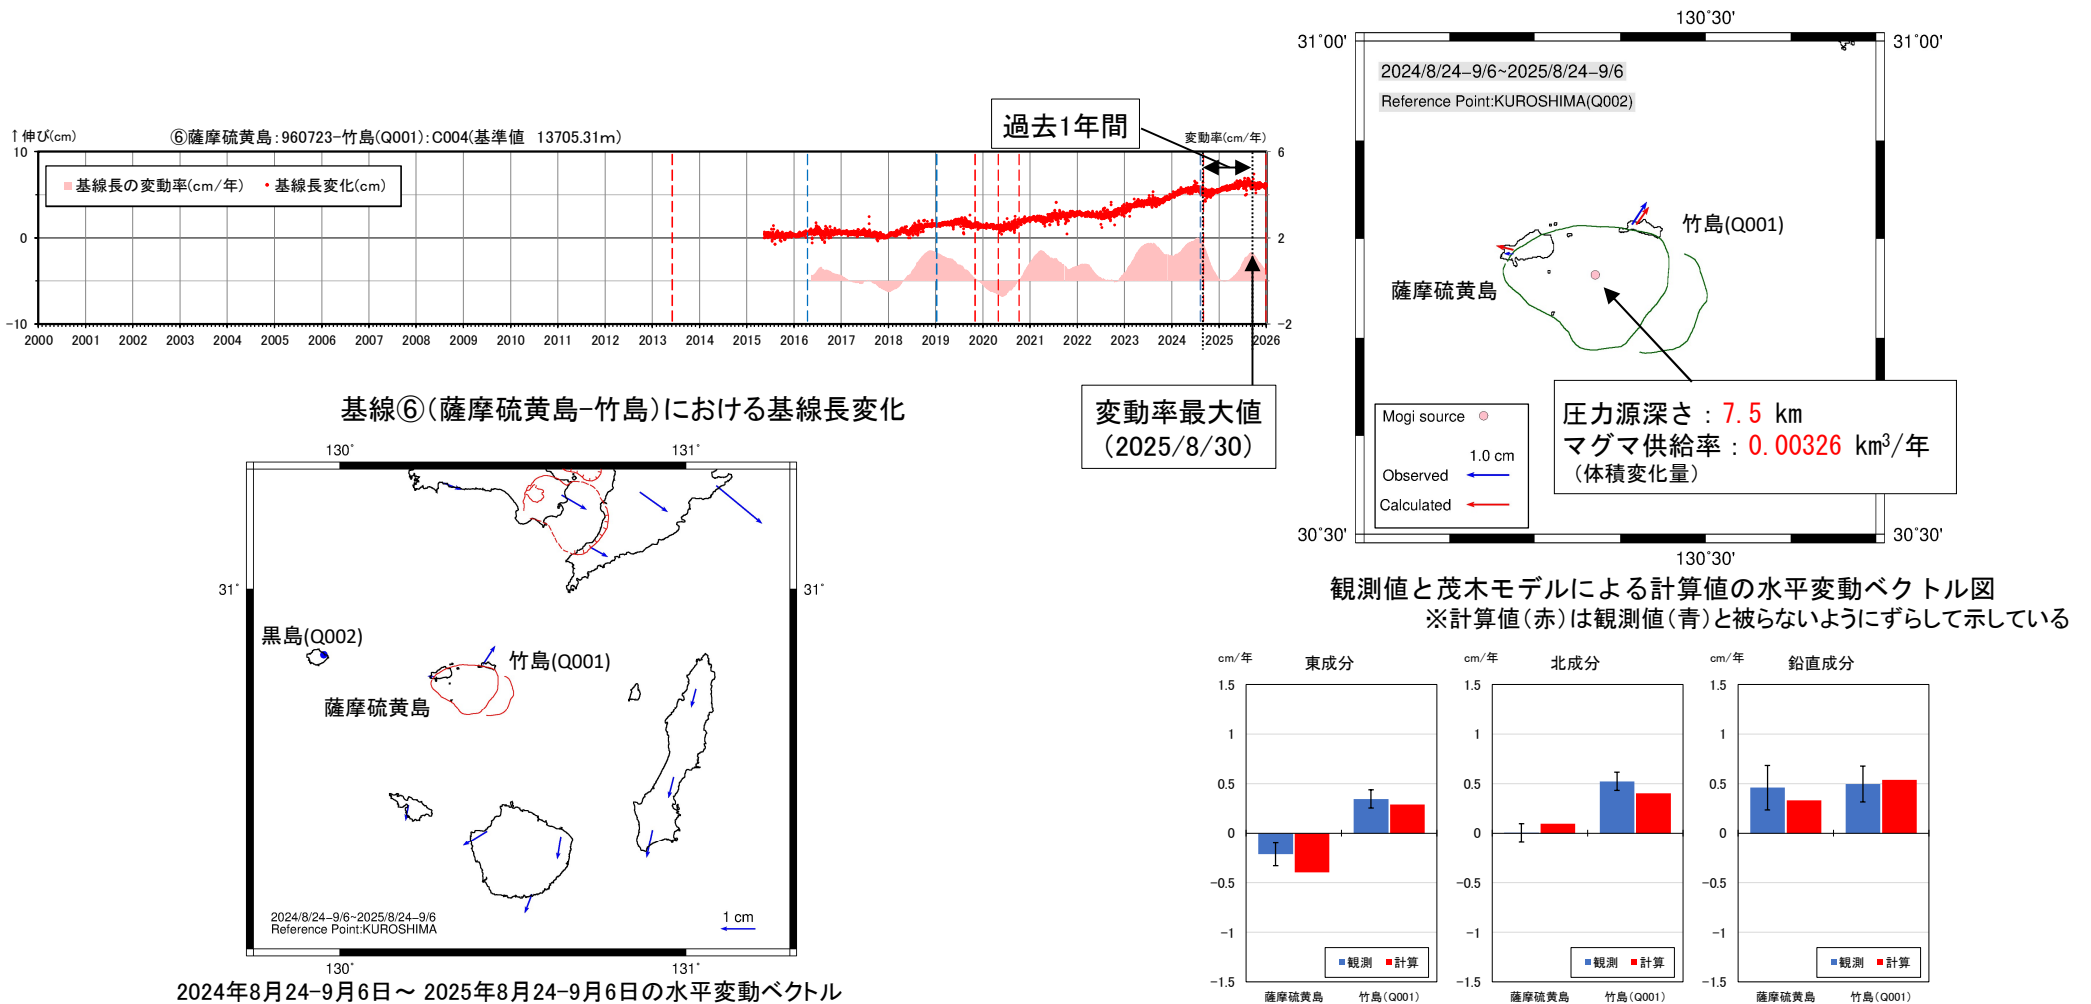 ↑伸び(cm)
⑥薩摩硫黄島:960723-竹島(Q001):C004(基準値 13705.31m)
変動率(cm/年)
過去1年間
基線長の変動率(cm/年) 基線長変化(cm)
10
0
-10
6
2
-2
2000 2001 2002 2003 2004 2005 2006 2007 2008 2009 2010 2011 2012 2013 2014 2015 2016 2017 2018 2019 2020 2021 2022 2023 2024 2025 2026
基線⑥(薩摩硫黄島-竹島)における基線長変化
変動率最大値
(2025/8/30)
130° 131°
31° 31°
黒島(Q002)
竹島(Q001)
薩摩硫黄島
2024/8/24-9/6~2025/8/24-9/6
Reference Point:KUROSHIMA
1 cm
130° 131°
2024年8月24-9月6日～ 2025年8月24-9月6日の水平変動ベクトル
130°30'
31°00' 31°00'
2024/8/24-9/6~2025/8/24-9/6
Reference Point:KUROSHIMA(Q002)
竹島(Q001)
薩摩硫黄島
Mogi source
1.0 cm
Observed
Calculated
圧力源深さ：7.5 km
マグマ供給率：0.00326 km³/年
(体積変化量)
30°30' 30°30'
130°30'
観測値と茂木モデルによる計算値の水平変動ベクトル図
※計算値(赤)は観測値(青)と被らないようにずらして示している
cm/年 東成分
1.5
1
0.5
0
-0.5
-1
-1.5
観測 計算
薩摩硫黄島 竹島(Q001)
cm/年 北成分
1.5
1
0.5
0
-0.5
-1
-1.5
観測 計算
薩摩硫黄島 竹島(Q001)
cm/年 鉛直成分
1.5
1
0.5
0
-0.5
-1
-1.5
観測 計算
薩摩硫黄島 竹島(Q001)